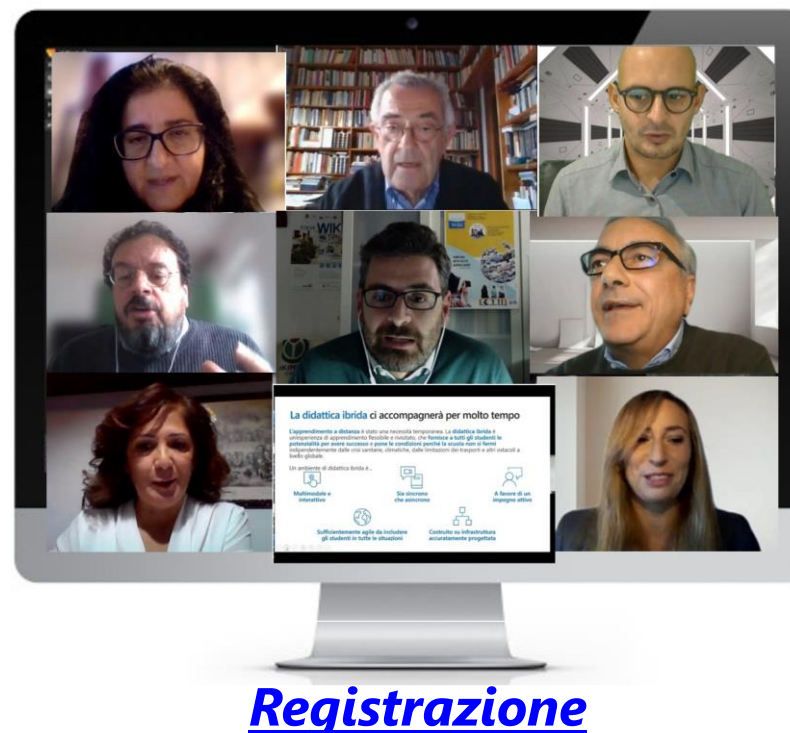 WIKI
La didattica ibrida ci accompagnerà per molto tempo
L'apprendimento a distanza è stato una necessità temporanea. La didattica ibrida è
un'esperienza di apprendimento flessibile e rivisitato, che fornisce a tutti gli studenti le
potenzialità per avere successo e pone le condizioni perché la scuola non si fermi
indipendentemente dalle crisi sanitarie, climatiche, dalle limitazioni dei trasporti e altri ostacoli a
livello globale.
Un ambiente di didattica ibrida è...
Multimodale e
interattivo
Sia sincrono
che asincrono
A favore di un
impegno attivo
Sufficientemente agile da includere
gli studenti in tutte le situazioni
Costruito su infrastruttura
accuratamente progettata
Registrazione